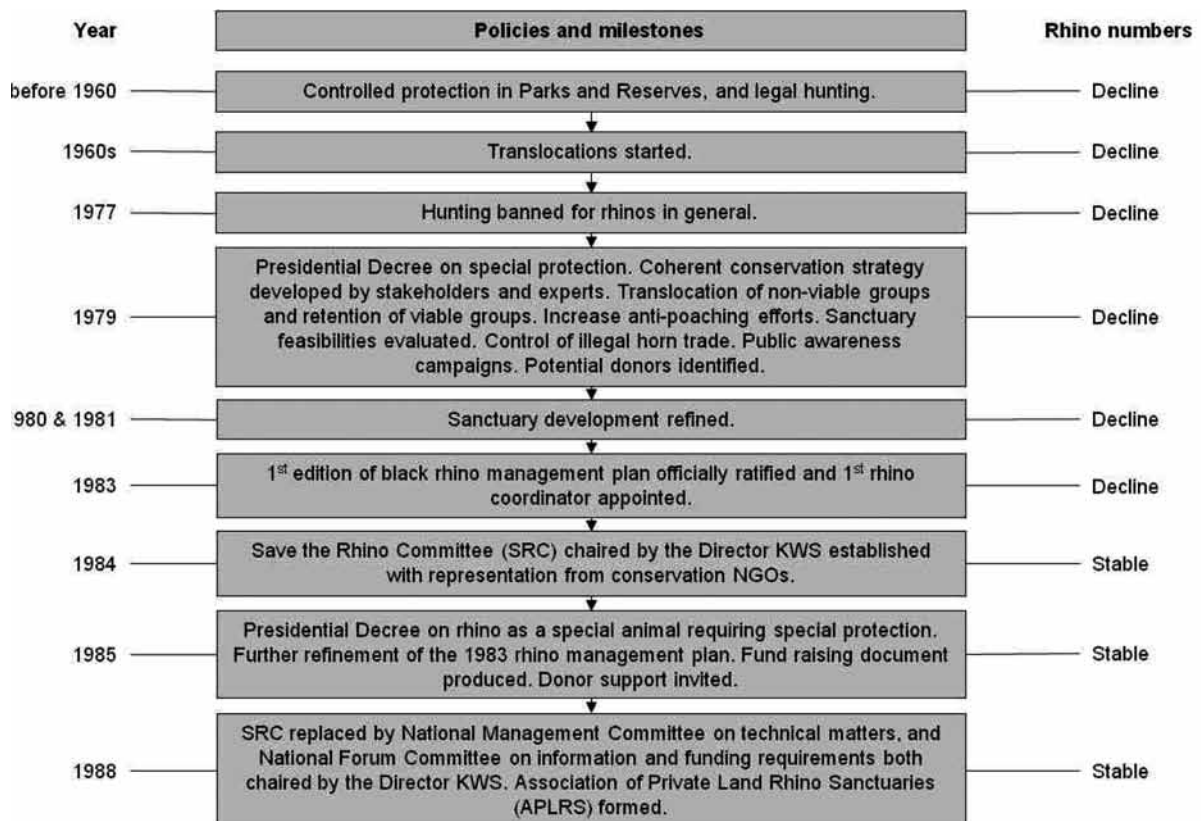 Year Policies and milestones Rhino numbers
before 1960 Controlled protection in Parks and Reserves, and legal hunting. Decline
1960s Translocations started. Decline
1977 Hunting banned for rhinos in general. Decline
Presidential Decree on special protection. Coherent conservation strategy
developed by stakeholders and experts. Translocation of non-viable groups
1979 and retention of viable groups. Increase anti-poaching efforts. Sanctuary Decline
feasibilities evaluated. Control of illegal horn trade. Public awareness
campaigns. Potential donors identified.
980 & 1981 Sanctuary development refined. Decline
1983 1st edition of black rhino management plan officially ratified and 1st rhino Decline
coordinator appointed.
1984 Save the Rhino Committee (SRC) chaired by the Director KWS established Stable
with representation from conservation NGOs.
Presidential Decree on rhino as a special animal requiring special protection.
1985 Further refinement of the 1983 rhino management plan. Fund raising document Stable
produced. Donor support invited.
SRC replaced by National Management Committee on technical matters, and
1988 National Forum Committee on information and funding requirements both Stable
chaired by the Director KWS. Association of Private Land Rhino Sanctuaries
(APLRS) formed.